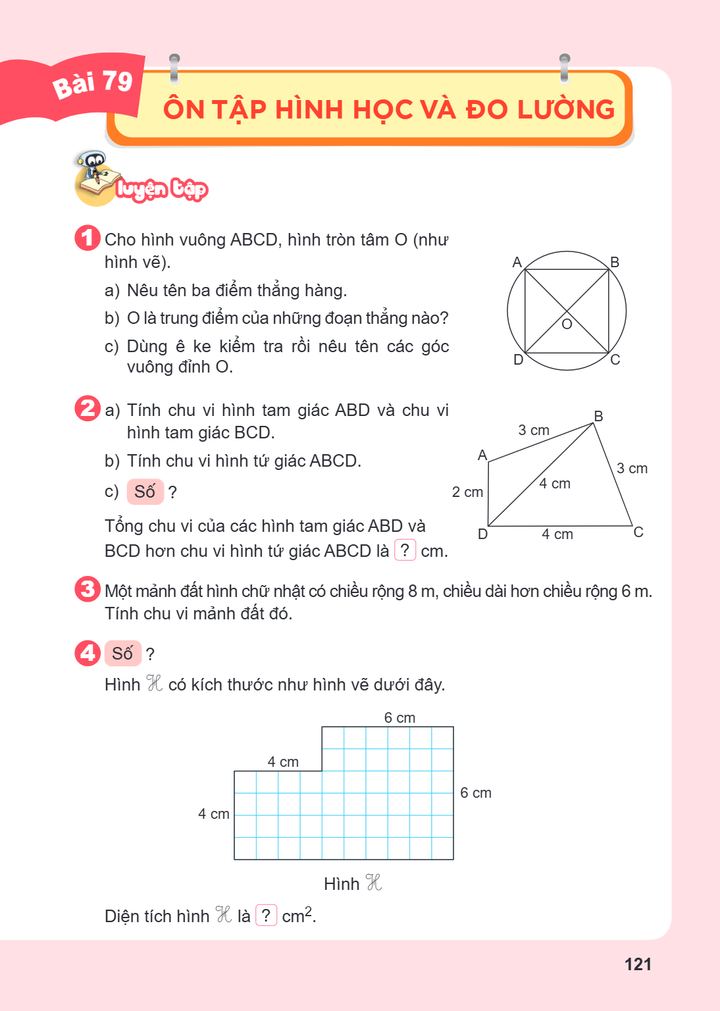 Bài 79
ÔN TẬP HÌNH HỌC VÀ ĐO LƯỜNG
luyện tập
1 Cho hình vuông ABCD, hình tròn tâm O (như
hình vẽ).
a) Nêu tên ba điểm thẳng hàng.
b) O là trung điểm của những đoạn thẳng nào?
c) Dùng ê ke kiểm tra rồi nêu tên các góc
vuông đỉnh O.
A
B
O
D
C
2 a) Tính chu vi hình tam giác ABD và chu vi
hình tam giác BCD.
b) Tính chu vi hình tứ giác ABCD.
c) Số ?
Tổng chu vi của các hình tam giác ABD và
BCD hơn chu vi hình tứ giác ABCD là ? cm.
B
3 cm
A
3 cm
2 cm
4 cm
D
4 cm
C
3 Một mảnh đất hình chữ nhật có chiều rộng 8 m, chiều dài hơn chiều rộng 6 m.
Tính chu vi mảnh đất đó.
4 Số ?
Hình ℋ có kích thước như hình vẽ dưới đây.
6 cm
4 cm
6 cm
4 cm
Hình ℋ
Diện tích hình ℋ là ? cm².
121